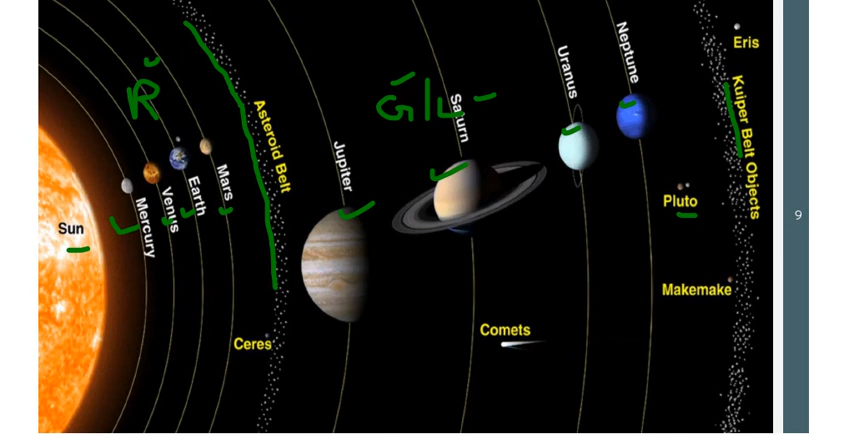 Sun
Mercury
Venus
Earth
Mars
Asteroid Belt
Ceres
Jupiter
Saturn
Comets
Uranus
Neptune
Pluto
Makemake
Eris
Kuiper Belt Objects
R
9